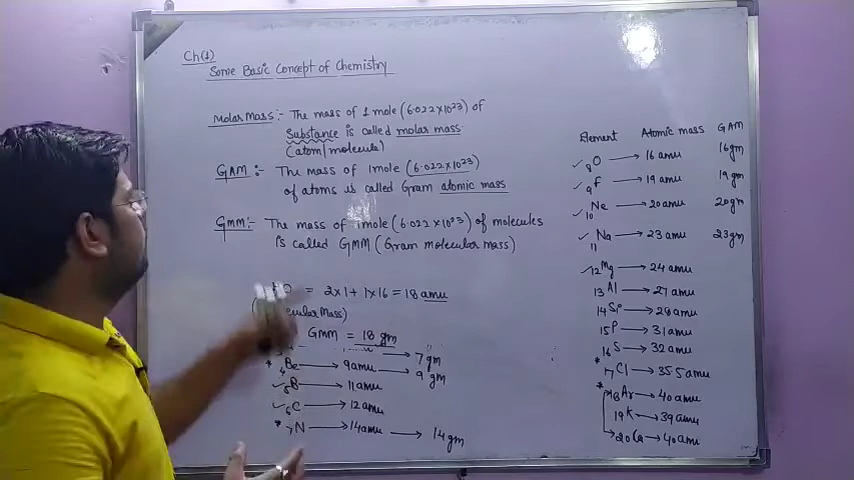 Ch(1)
Some Basic Concept of Chemistry
Molar Mass :- The mass of 1 mole (6.022×10²³) of
Substance is called molar mass
(atom/molecule)
GAM :- The mass of 1mole (6.022×10²³)
of atoms is called Gram atomic mass
GMM :- The mass of 1mole (6.022×10²³) of molecules
is called GMM (Gram molecular mass)
O = 2×1+1×16 = 18 amu
cular Mass)
GMM = 18 gm
→ 7 gm
* ₄Be → 9amu → 9 gm
✓ ₅B → 11amu
✓ ₆C → 12 amu
* ₇N → 14amu → 14 gm
Element Atomic mass GAM
✓ ₈O → 16 amu 16gm
✓ ₉F → 19 amu 19gm
✓ ₁₀Ne → 20amu 20gm
✓ ₁₁Na → 23 amu 23gm
✓ ₁₂Mg → 24 amu
₁₃Al → 27 amu
₁₄Si → 28 amu
₁₅P → 31 amu
₁₆S → 32 amu
* ₁₇Cl → 35.5 amu
* ₁₈Ar → 40 amu
₁₉K → 39 amu
₂₀Ca → 40 amu